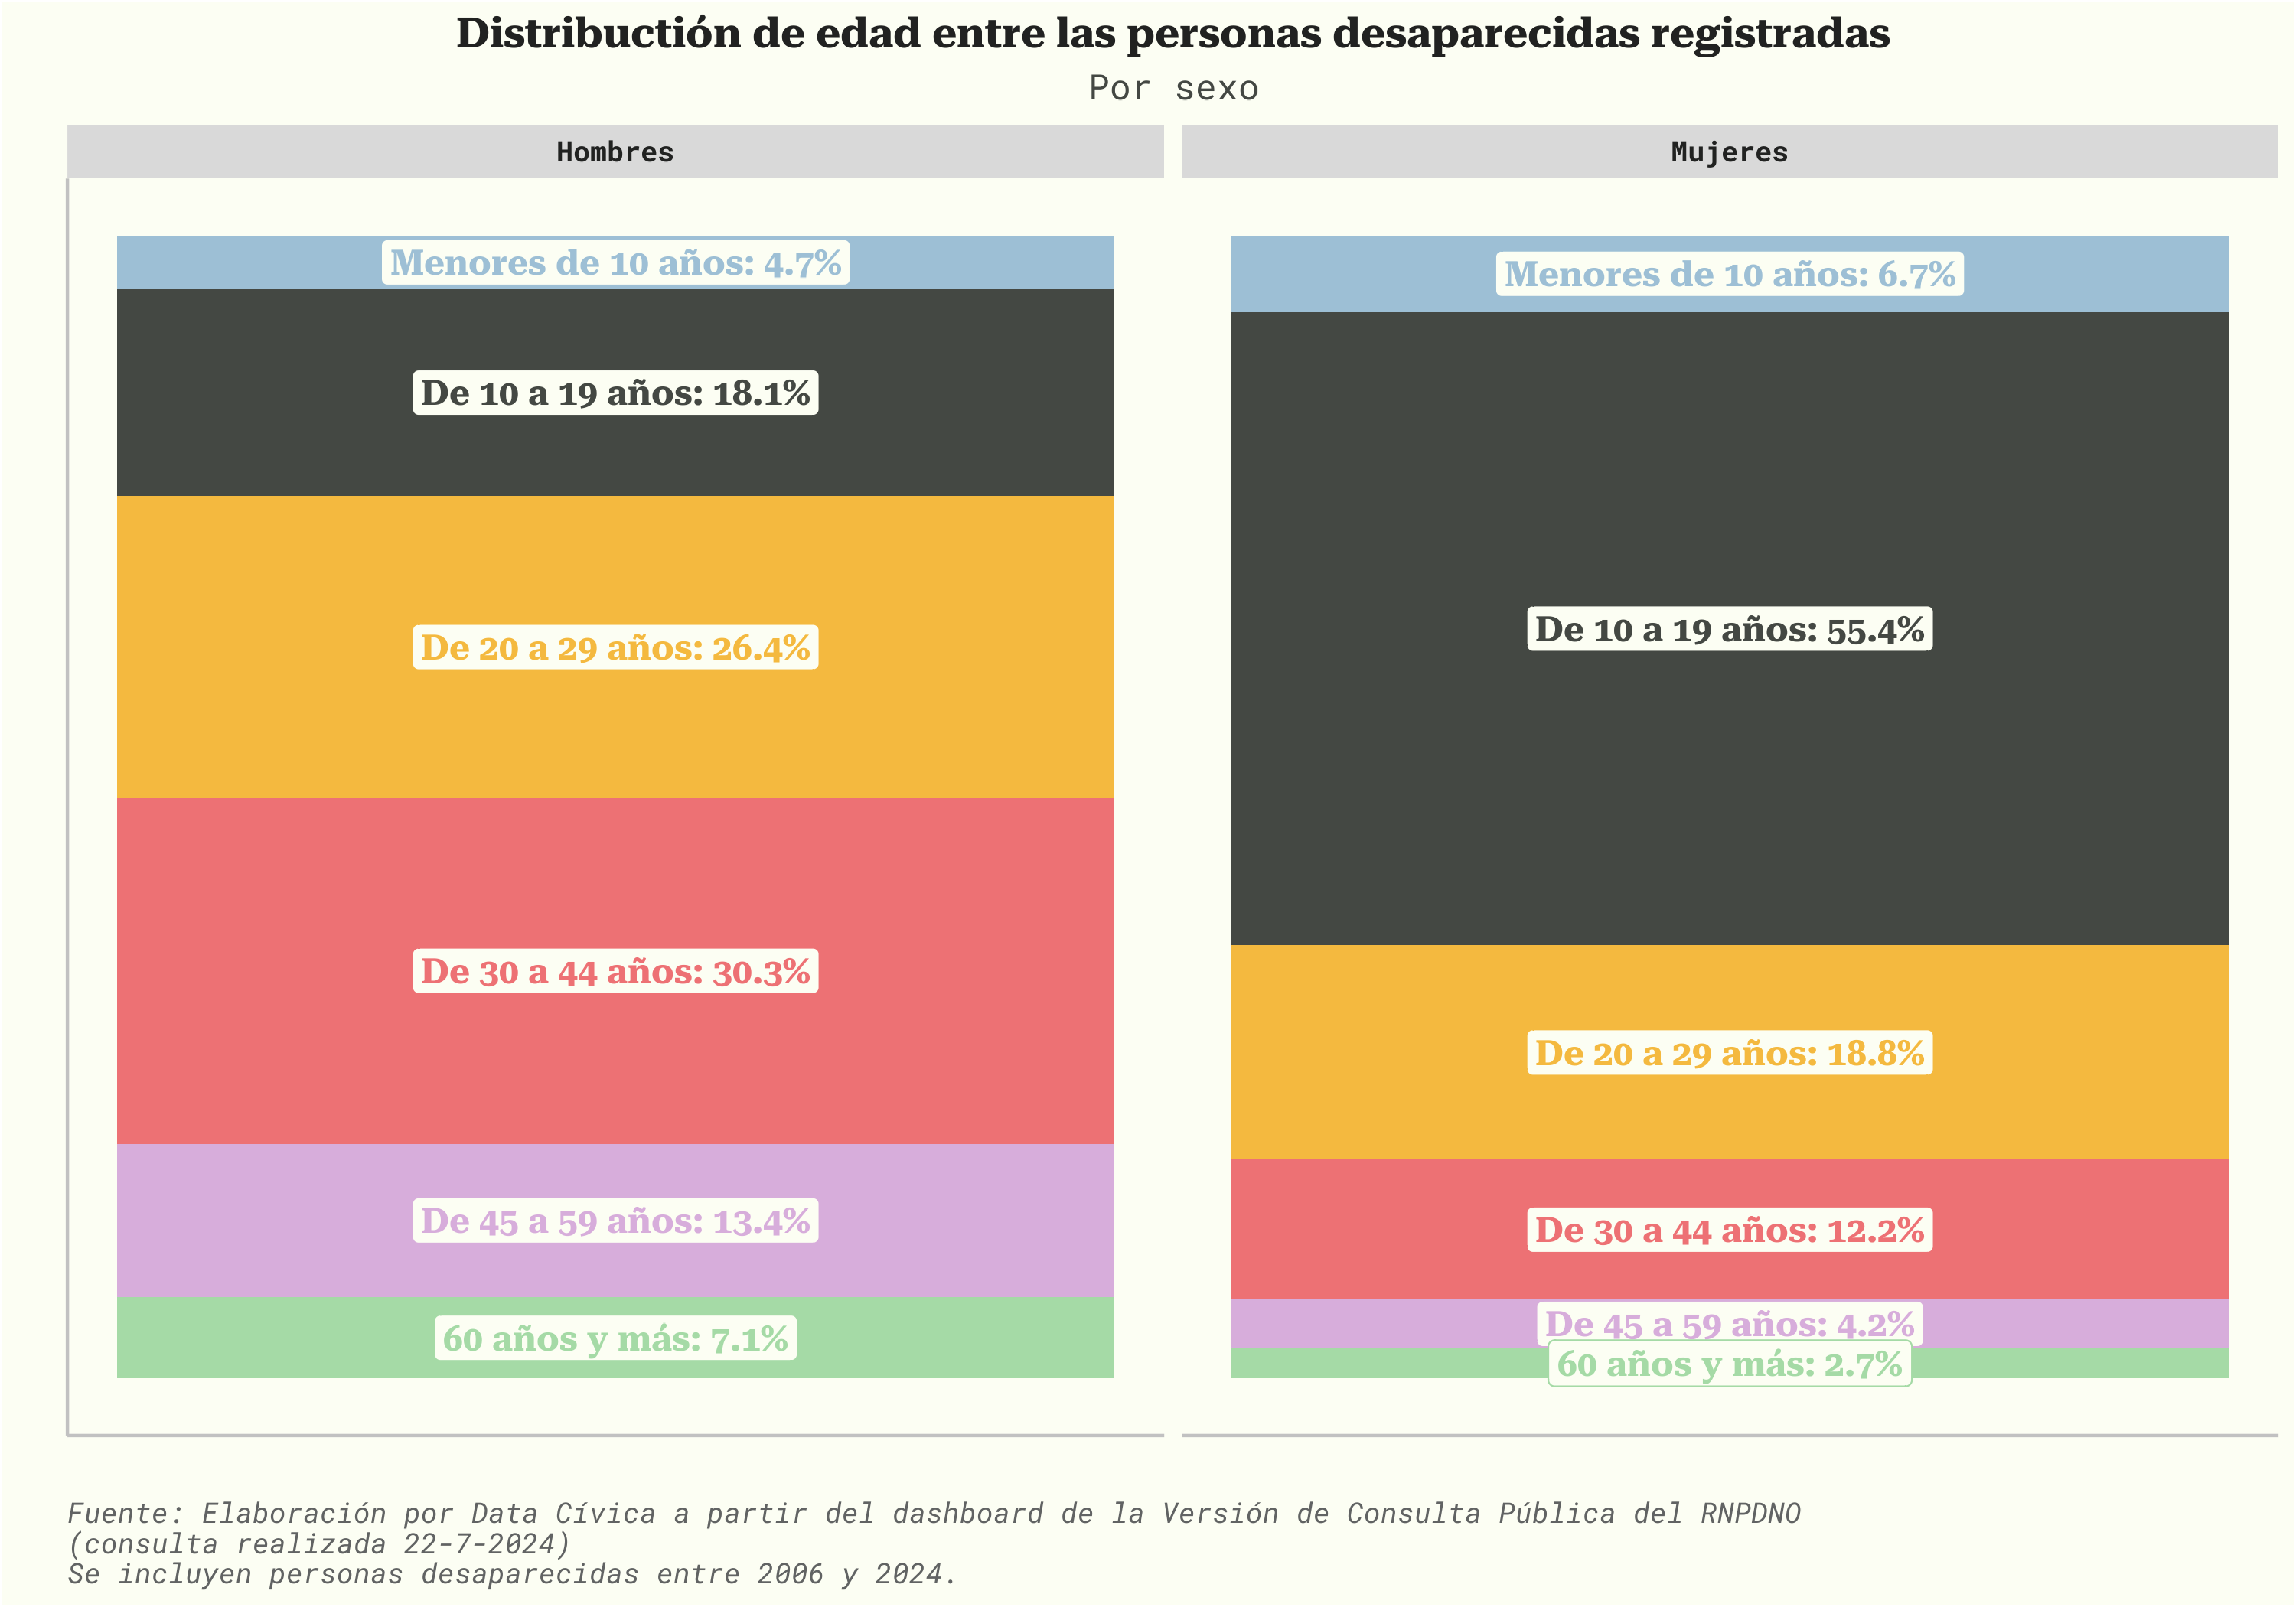 Distribuctión de edad entre las personas desaparecidas registradas
Por sexo
Hombres
Menores de 10 años: 4.7%
De 10 a 19 años: 18.1%
De 20 a 29 años: 26.4%
De 30 a 44 años: 30.3%
De 45 a 59 años: 13.4%
60 años y más: 7.1%
Mujeres
Menores de 10 años: 6.7%
De 10 a 19 años: 55.4%
De 20 a 29 años: 18.8%
De 30 a 44 años: 12.2%
De 45 a 59 años: 4.2%
60 años y más: 2.7%
Fuente: Elaboración por Data Cívica a partir del dashboard de la Versión de Consulta Pública del RNPDNO
(consulta realizada 22-7-2024)
Se incluyen personas desaparecidas entre 2006 y 2024.